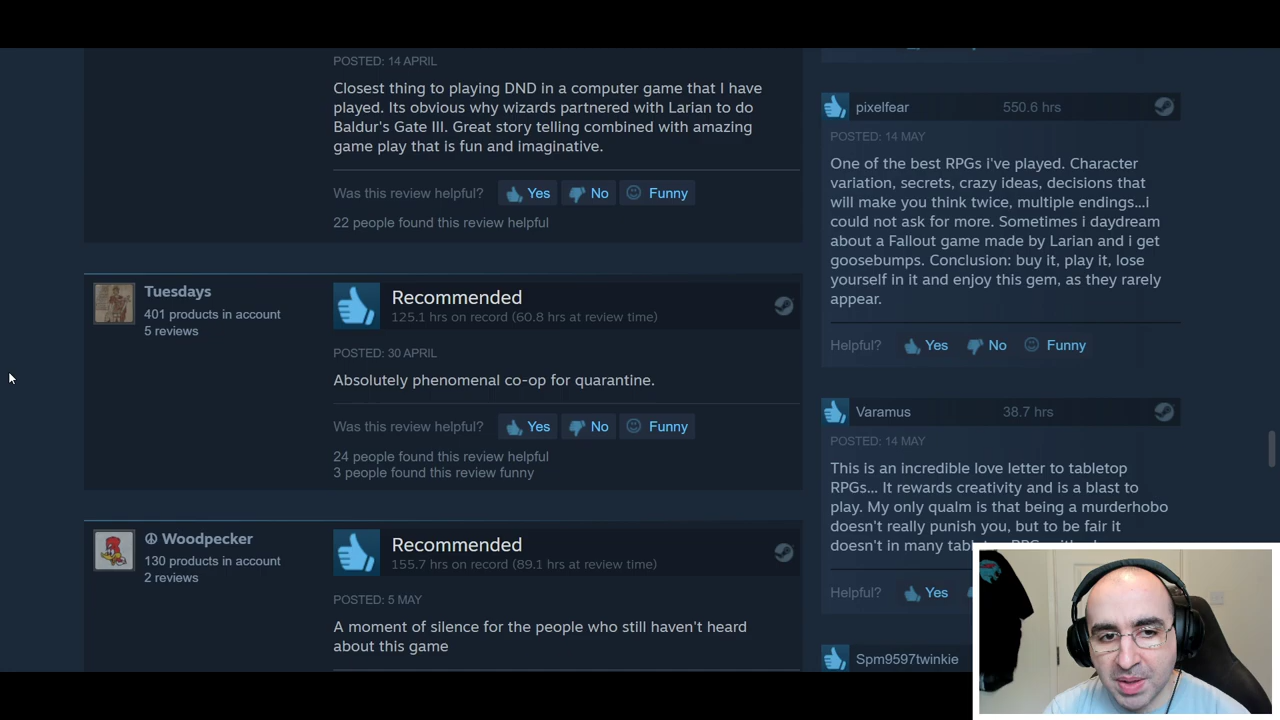 POSTED: 14 APRIL
Closest thing to playing DND in a computer game that I have
played. Its obvious why wizards partnered with Larian to do
Baldur's Gate III. Great story telling combined with amazing
game play that is fun and imaginative.
Was this review helpful? Yes No Funny
22 people found this review helpful
Tuesdays
401 products in account
5 reviews
Recommended
125.1 hrs on record (60.8 hrs at review time)
POSTED: 30 APRIL
Absolutely phenomenal co-op for quarantine.
Was this review helpful? Yes No Funny
24 people found this review helpful
3 people found this review funny
Woodpecker
130 products in account
2 reviews
Recommended
155.7 hrs on record (89.1 hrs at review time)
POSTED: 5 MAY
A moment of silence for the people who still haven't heard
about this game
pixelfear 550.6 hrs
POSTED: 14 MAY
One of the best RPGs i've played. Character
variation, secrets, crazy ideas, decisions that
will make you think twice, multiple endings...i
could not ask for more. Sometimes i daydream
about a Fallout game made by Larian and i get
goosebumps. Conclusion: buy it, play it, lose
yourself in it and enjoy this gem, as they rarely
appear.
Helpful? Yes No Funny
Varamus 38.7 hrs
POSTED: 14 MAY
This is an incredible love letter to tabletop
RPGs... It rewards creativity and is a blast to
play. My only qualm is that being a murderhobo
doesn't really punish you, but to be fair it
doesn't in many
Helpful? Yes
Spm9597twinkie